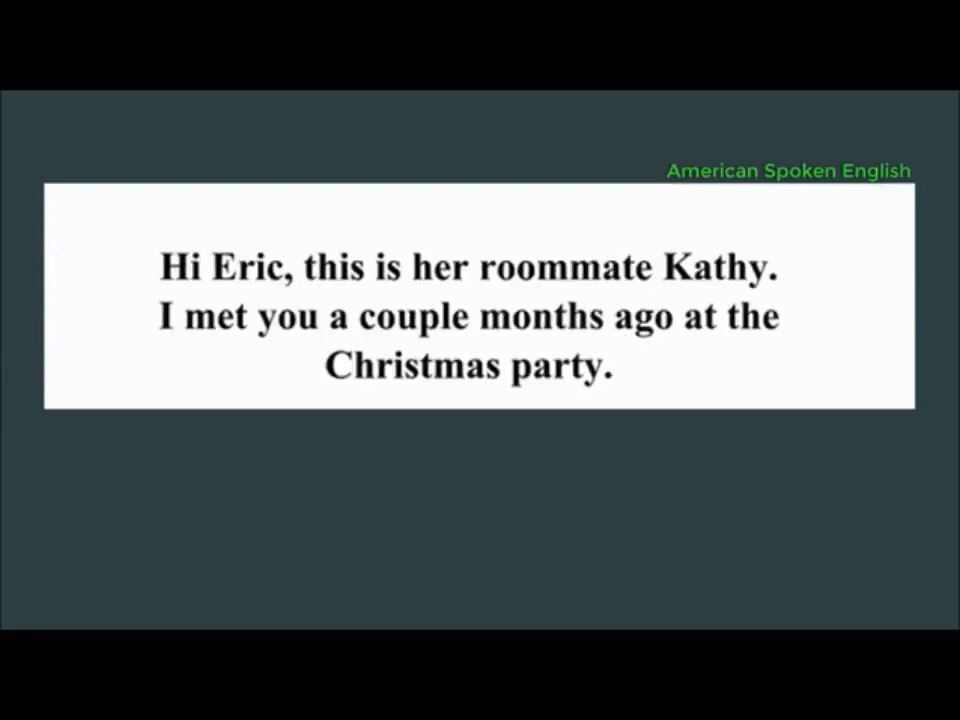 American Spoken English
Hi Eric, this is her roommate Kathy.
I met you a couple months ago at the
Christmas party.